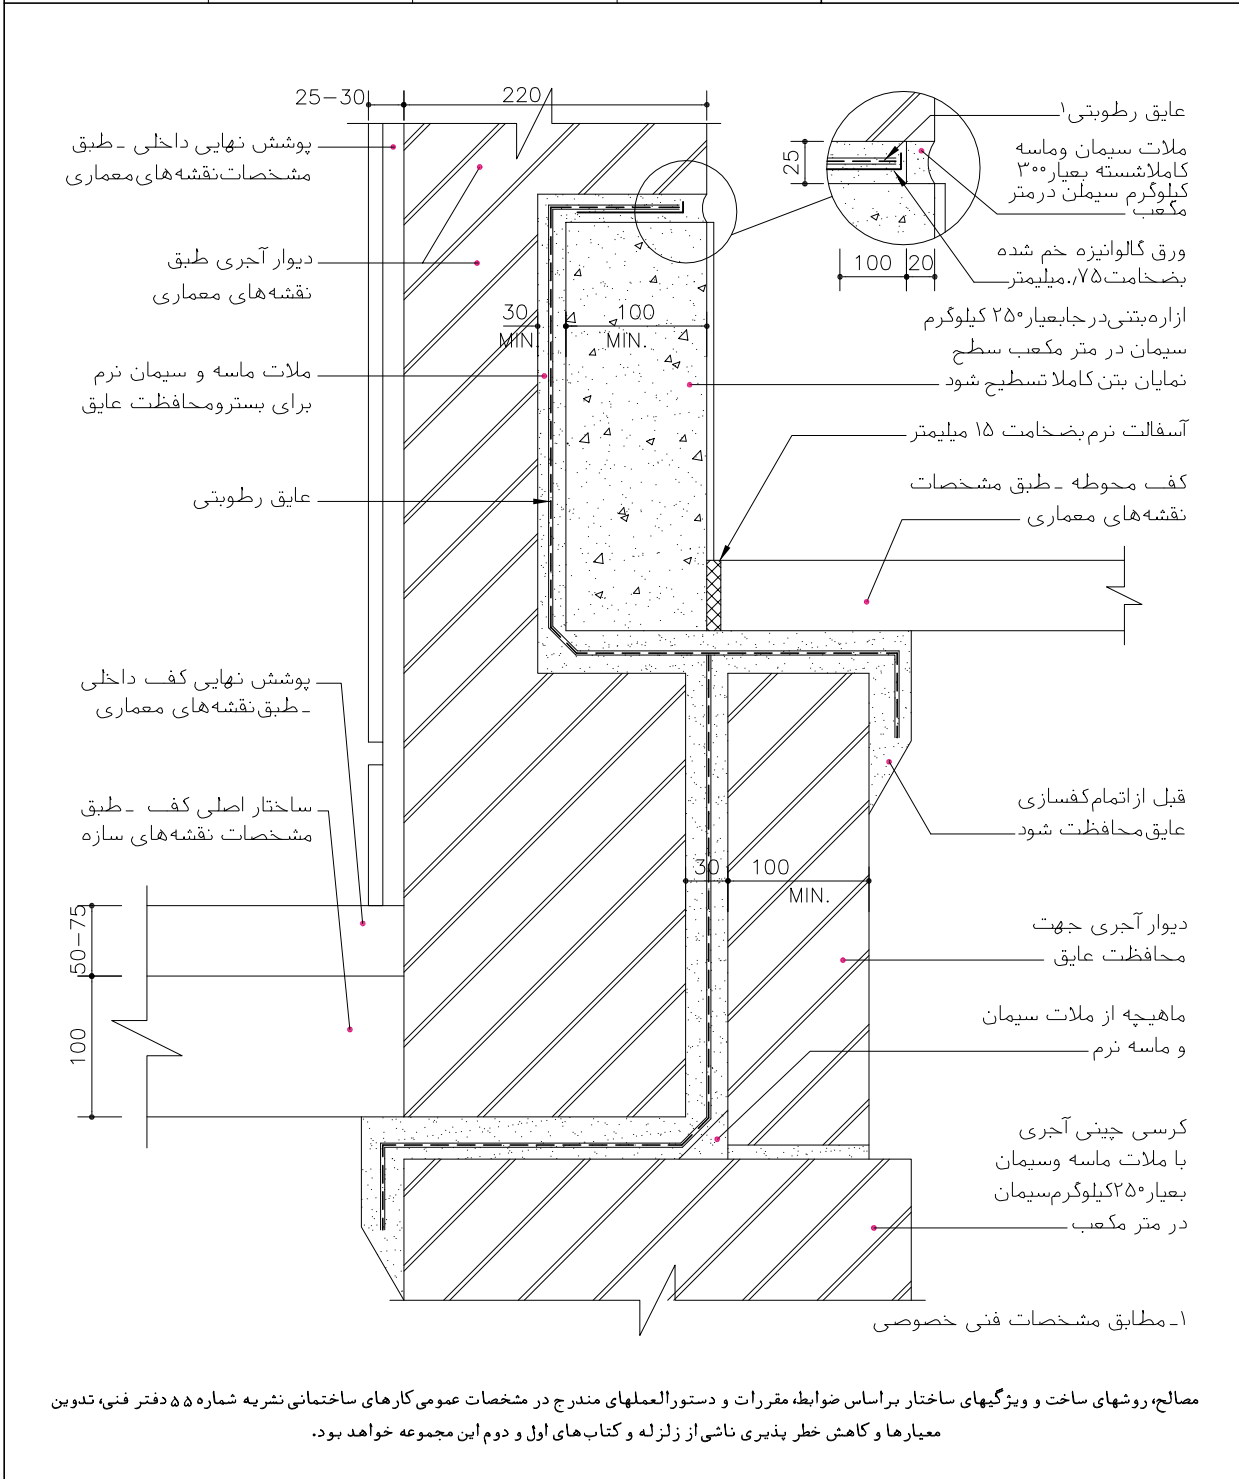 25-30
220
پوشش نهایی داخلی - طبق
مشخصات نقشه‌های معماری
دیوار آجری طبق
نقشه‌های معماری
30
MIN.
100
MIN.
ملات ماسه و سیمان نرم
برای بستر و محافظت عایق
عایق رطوبتی
پوشش نهایی کف داخلی
- طبق نقشه‌های معماری
ساختار اصلی کف - طبق
مشخصات نقشه‌های سازه
50-75
100
25
100
20
عایق رطوبتی۱
ملات سیمان وماسه
کاملا شسته بعیار ۳۰۰
کیلوگرم سیملن درمتر
مکعب
ورق گالوانیزه خم شده
بضخامت ۰/۷۵ میلیمتر
ازاره بتنی در جا بعیار ۲۵۰ کیلوگرم
سیمان در متر مکعب سطح
نمایان بتن کاملا تسطیح شود
آسفالت نرم بضخامت ۱۵ میلیمتر
کف محوطه - طبق مشخصات
نقشه‌های معماری
قبل از اتمام کفسازی
عایق محافظت شود
30
100
MIN.
دیوار آجری جهت
محافظت عایق
ماهیچه از ملات سیمان
و ماسه نرم
کرسی چینی آجری
با ملات ماسه وسیمان
بعیار ۲۵۰ کیلوگرم سیمان
در متر مکعب
۱- مطابق مشخصات فنی خصوصی
مصالح، روشهای ساخت و ویژگیهای ساختار براساس ضوابط، مقررات و دستورالعملهای مندرج در مشخصات عمومی کارهای ساختمانی نشریه شماره ۵۵ دفتر فنی، تدوین
معیارها و کاهش خطر پذیری ناشی از زلزله و کتاب‌های اول و دوم این مجموعه خواهد بود.